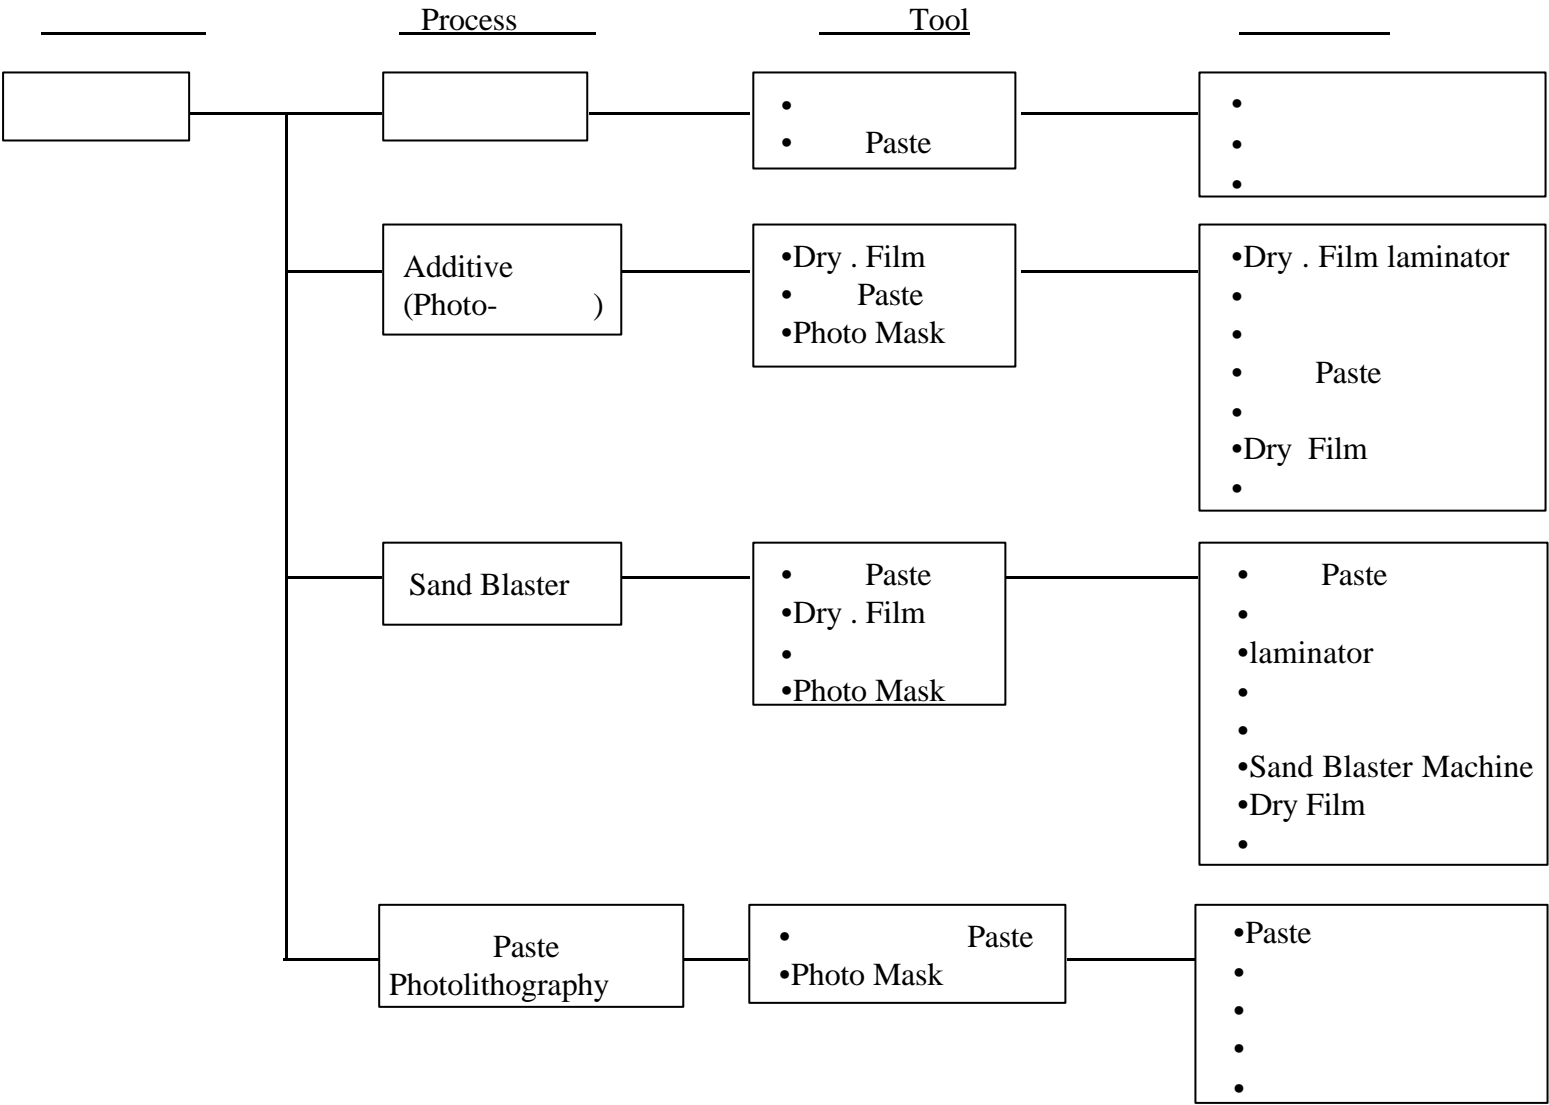 Process Tool
•
• Paste
•
•
•
Additive
(Photo- )
•Dry . Film
• Paste
•Photo Mask
•Dry . Film laminator
•
•
• Paste
•
•Dry Film
•
Sand Blaster
• Paste
•Dry . Film
•
•Photo Mask
• Paste
•
•laminator
•
•
•Sand Blaster Machine
•Dry Film
•
Paste
Photolithography
• Paste
•Photo Mask
•Paste
•
•
•
•